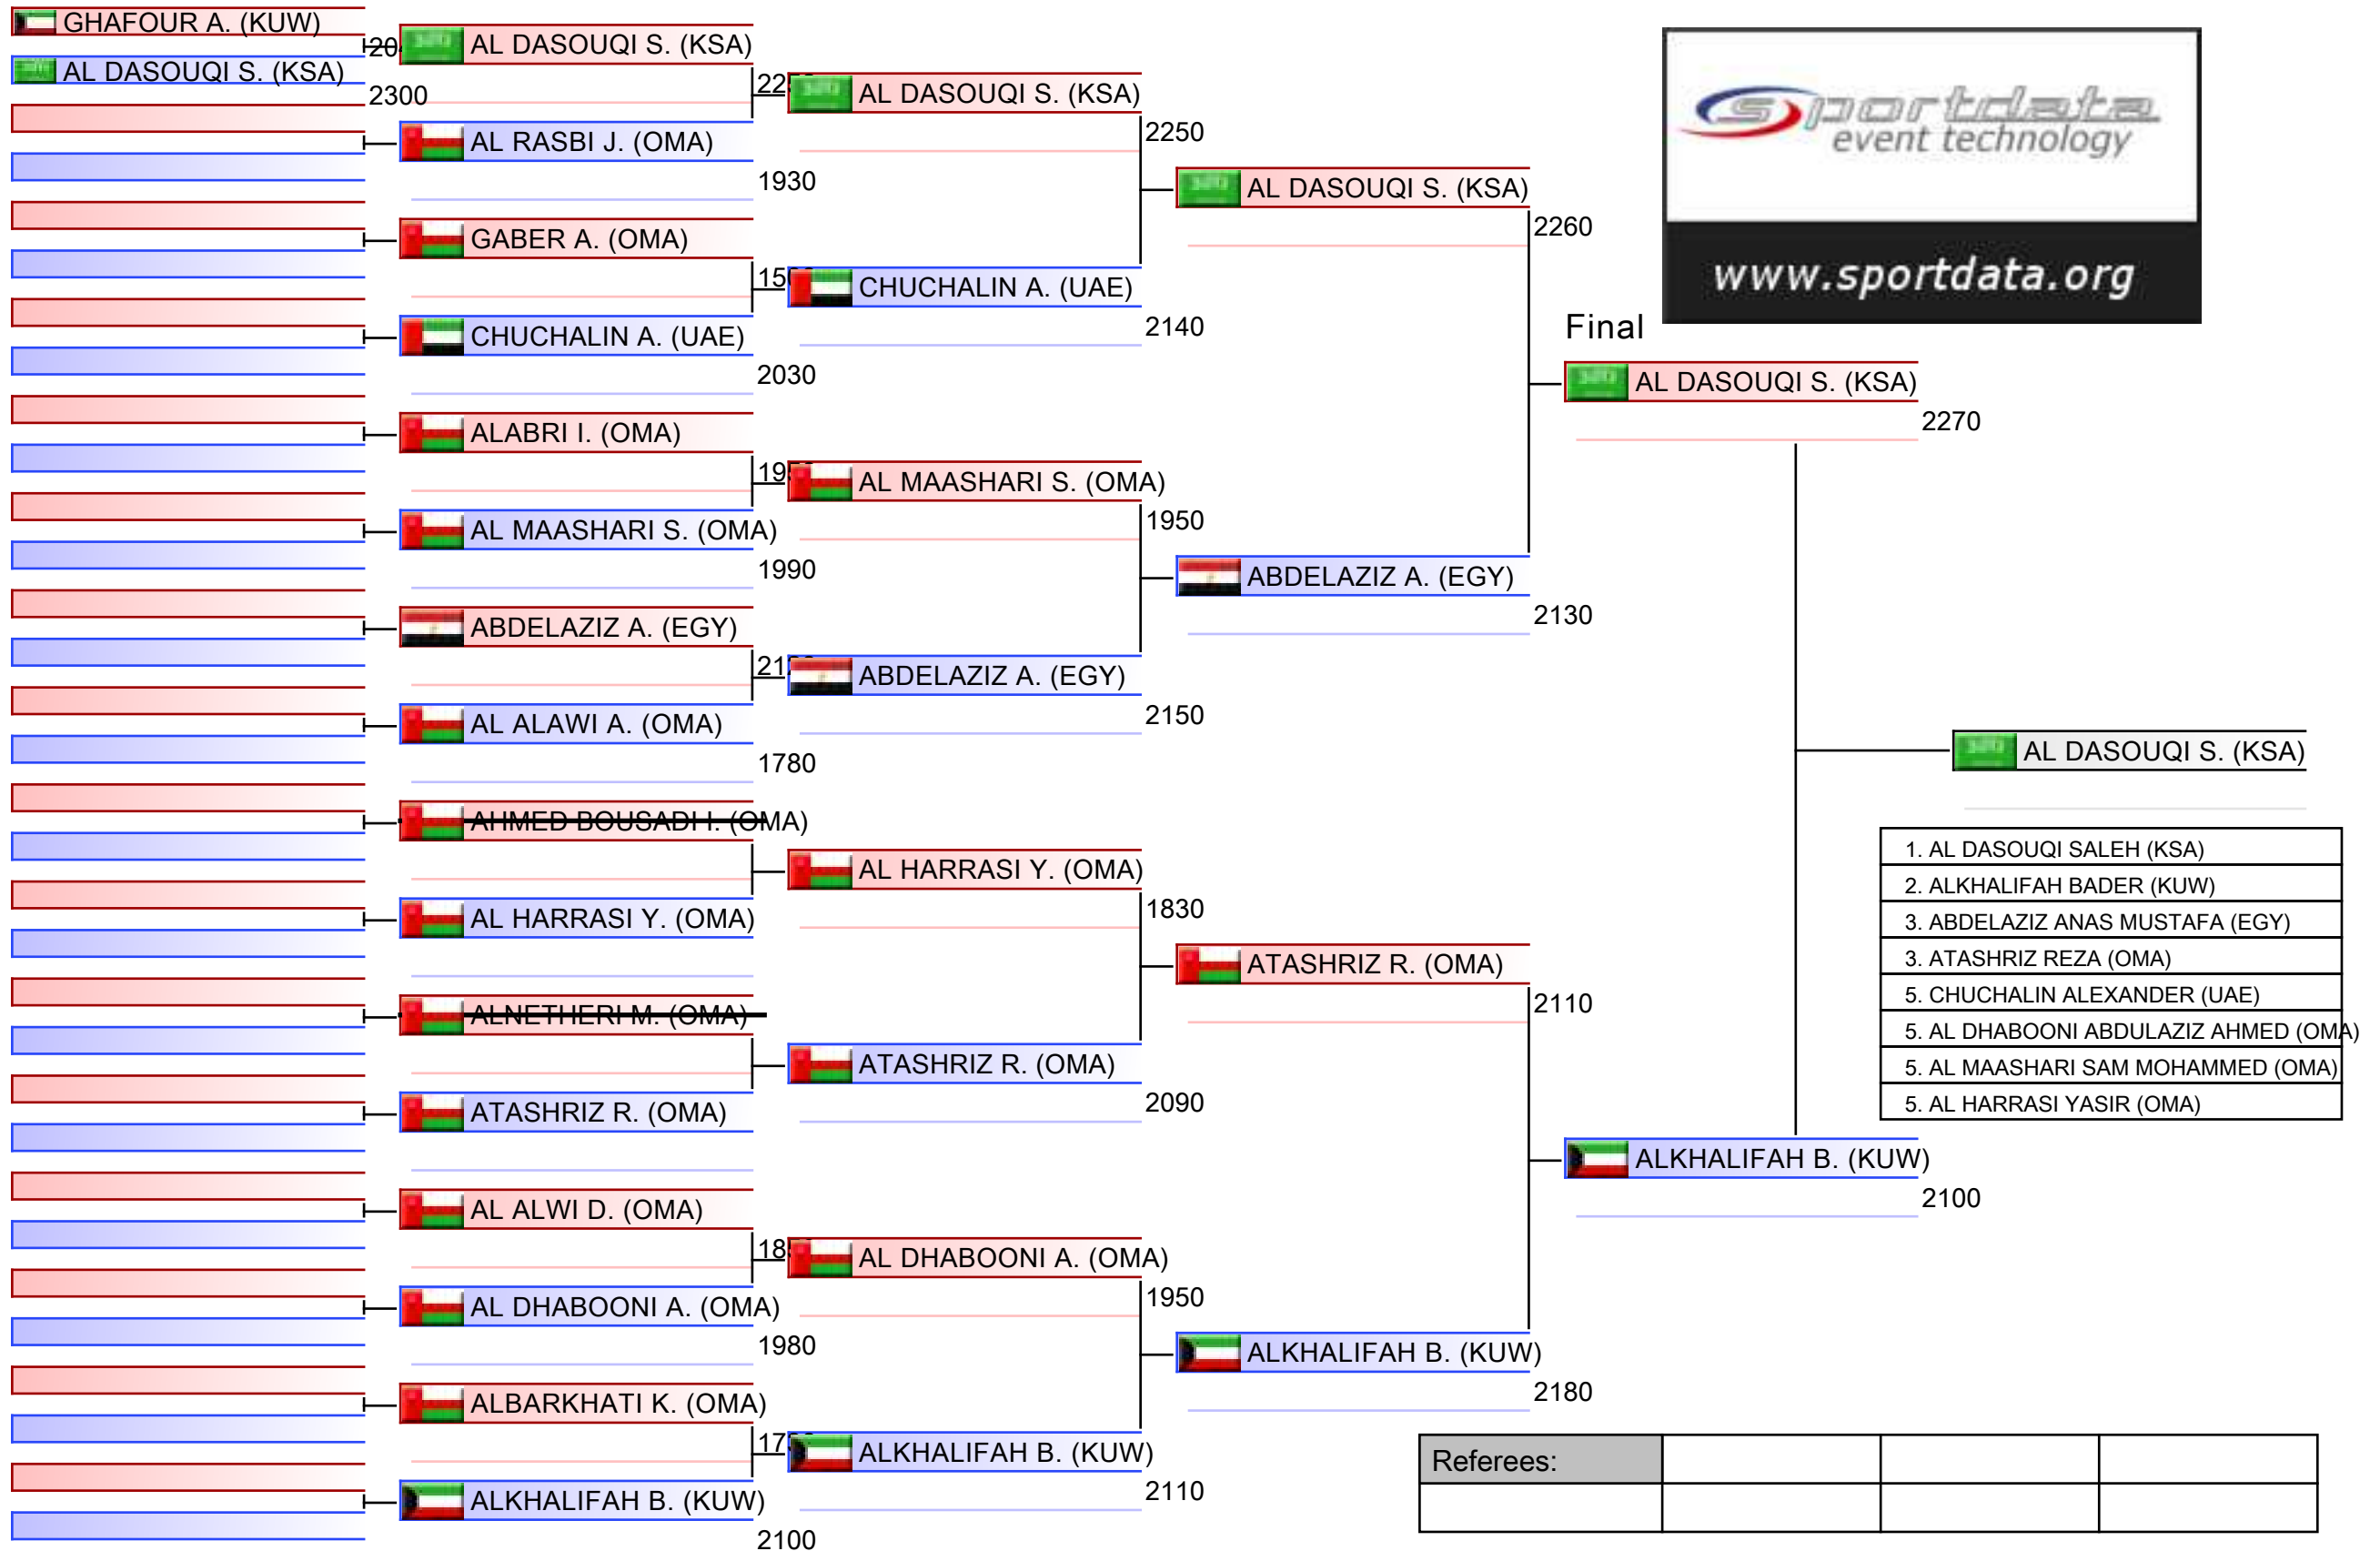 GHAFOUR A. (KUW)
AL DASOUQI S. (KSA)
2300
AL DASOUQI S. (KSA)
AL RASBI J. (OMA)
1930
GABER A. (OMA)
CHUCHALIN A. (UAE)
2030
ALABRI I. (OMA)
AL MAASHARI S. (OMA)
1990
ABDELAZIZ A. (EGY)
AL ALAWI A. (OMA)
1780
AHMED BOUSADI I. (OMA)
AL HARRASI Y. (OMA)
ALNETHERI M. (OMA)
ATASHRIZ R. (OMA)
AL ALWI D. (OMA)
AL DHABOONI A. (OMA)
1980
ALBARKHATI K. (OMA)
ALKHALIFAH B. (KUW)
2100
AL DASOUQI S. (KSA)
2250
CHUCHALIN A. (UAE)
2140
AL MAASHARI S. (OMA)
1950
ABDELAZIZ A. (EGY)
2150
AL HARRASI Y. (OMA)
1830
ATASHRIZ R. (OMA)
2090
AL DHABOONI A. (OMA)
1950
ALKHALIFAH B. (KUW)
2110
AL DASOUQI S. (KSA)
2260
ABDELAZIZ A. (EGY)
2130
ATASHRIZ R. (OMA)
2110
ALKHALIFAH B. (KUW)
2180
sportdata
event technology
www.sportdata.org
Final
AL DASOUQI S. (KSA)
2270
ALKHALIFAH B. (KUW)
2100
AL DASOUQI S. (KSA)
1. AL DASOUQI SALEH (KSA)
2. ALKHALIFAH BADER (KUW)
3. ABDELAZIZ ANAS MUSTAFA (EGY)
3. ATASHRIZ REZA (OMA)
5. CHUCHALIN ALEXANDER (UAE)
5. AL DHABOONI ABDULAZIZ AHMED (OMA)
5. AL MAASHARI SAM MOHAMMED (OMA)
5. AL HARRASI YASIR (OMA)
Referees: